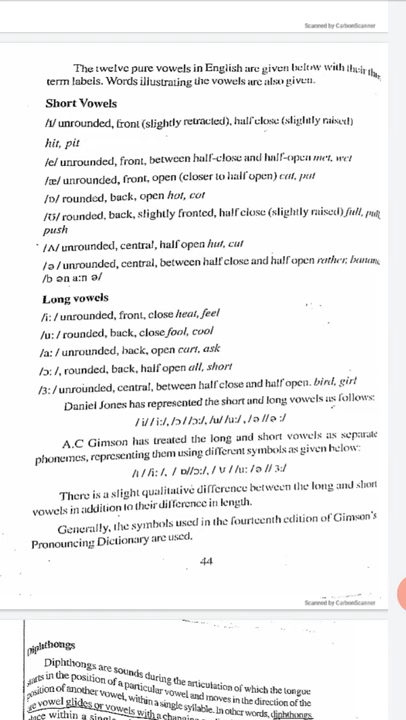 Scanned by CarbonScanner
The twelve pure vowels in English are given below with their
term labels. Words illustrating the vowels are also given.
Short Vowels
/ɪ/ unrounded, front (slightly retracted), half close (slightly raised)
hit, pit
/e/ unrounded, front, between half-close and half-open met, wet
/æ/ unrounded, front, open (closer to half open) cat, pat
/ɒ/ rounded, back, open hot, cot
/ʊ/ rounded, back, slightly fronted, half close (slightly raised) full, pull,
push
/ʌ/ unrounded, central, half open hut, cut
/ə/ unrounded, central, between half close and half open rather, banana
/b ən a:n ə/
Long vowels
/i: / unrounded, front, close heat, feel
/u: / rounded, back, close fool, cool
/a: / unrounded, back, open cart, ask
/ɔ: /, rounded, back, half open all, short
/ɜ: / unrounded, central, between half close and half open. bird, girl
Daniel Jones has represented the short and long vowels as follows:
/ i// i:/, /ɔ // ɔ:/, /u/ /u:/ , / ə // ə :/
A.C Gimson has treated the long and short vowels as separate
phonemes, representing them using different symbols as given below:
/ɪ / /i: /, / ɒ//ɔ:/, / ʊ / /u: / ə // ɜ:/
There is a slight qualitative difference between the long and short
vowels in addition to their difference in length.
Generally, the symbols used in the fourteenth edition of Gimson's
Pronouncing Dictionary are used.
44
Scanned by CarbonScanner
Diphthongs
Diphthongs are sounds during the articulation of which the tongue
starts in the position of a particular vowel and moves in the direction of the
position of another vowel, within a single syllable. In other words, diphthongs
are vowel glides or vowels with a changing
place within a